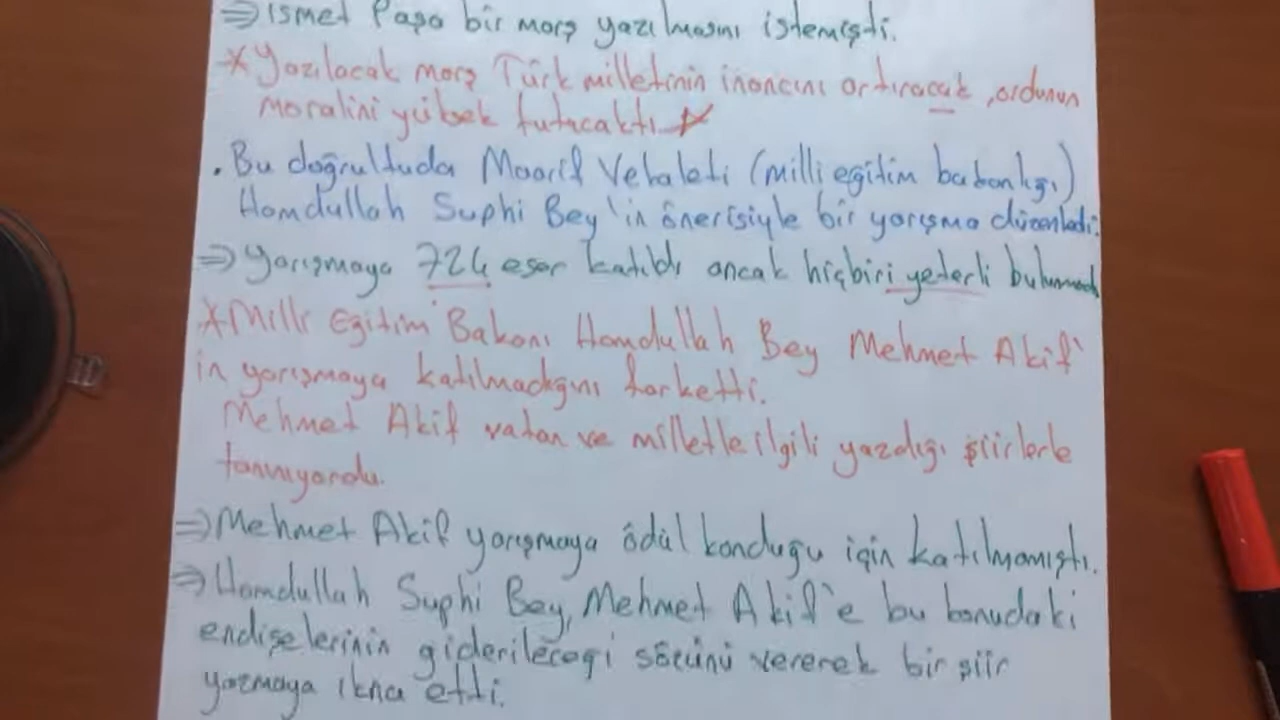 ⇒ İsmet Paşa bir marş yazılmasını istemişti.
* Yazılacak marş Türk milletinin inancını artıracak, ordunun
moralini yüksek tutacaktı. *
. Bu doğrultuda Maarif Vekaleti (milli eğitim bakanlığı)
Hamdullah Suphi Bey'in önerisiyle bir yarışma düzenledi.
⇒ Yarışmaya 724 eser katıldı ancak hiçbiri yeterli bulunmadı
* Milli Eğitim Bakanı Hamdullah Bey Mehmet Akif'
in yarışmaya katılmadığını farketti.
Mehmet Akif vatan ve milletle ilgili yazdığı şiirlerle
tanınıyordu.
⇒ Mehmet Akif yarışmaya ödül konduğu için katılmamıştı.
⇒ Hamdullah Suphi Bey, Mehmet Akif'e bu konudaki
endişelerinin giderileceği sözünü vererek bir şiir
yazmaya ikna etti.